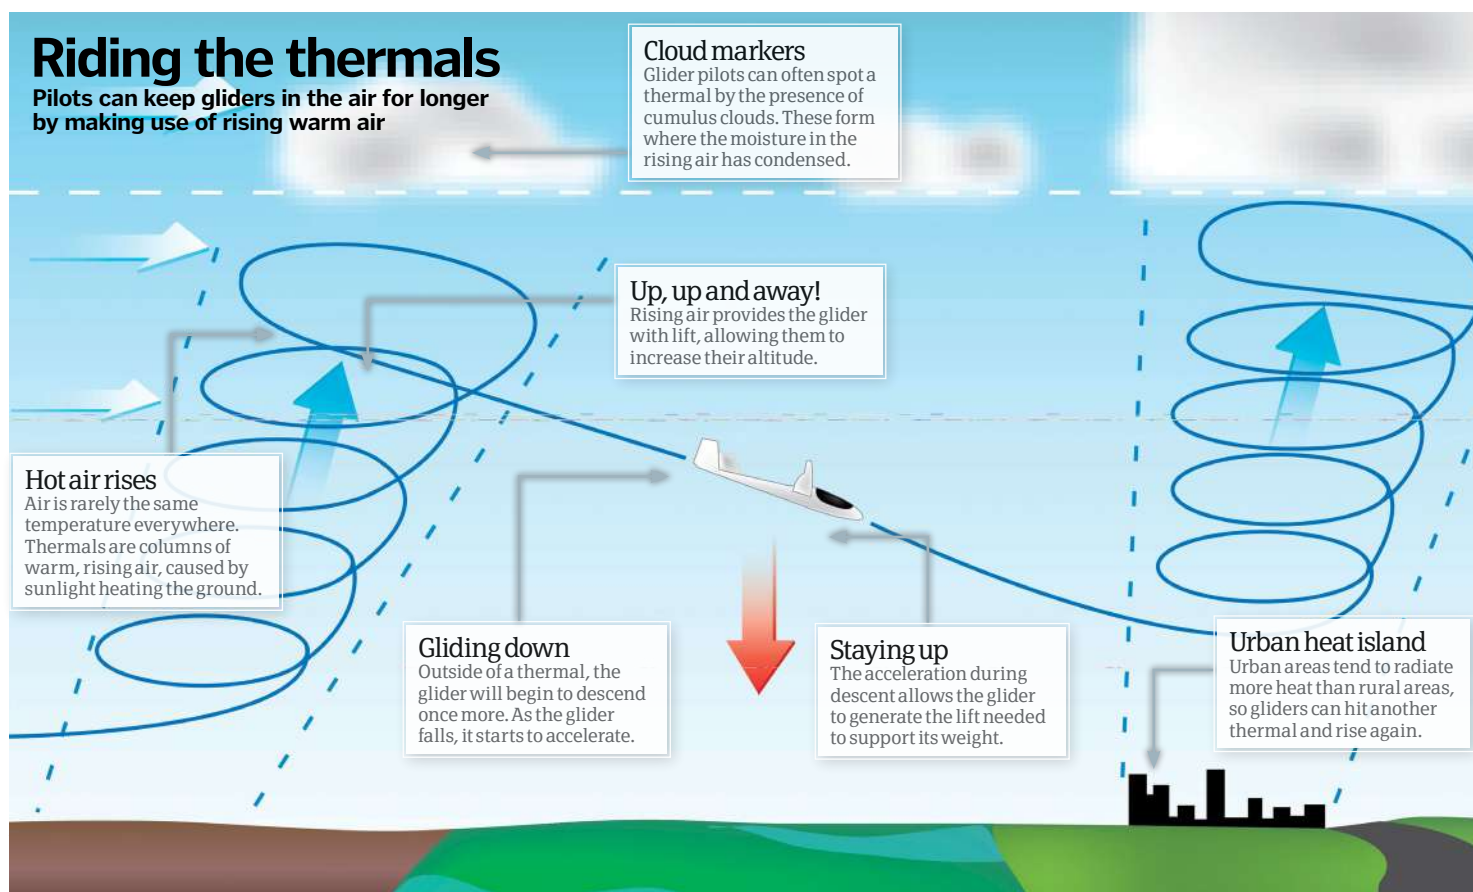 Riding the thermals
Pilots can keep gliders in the air for longer
by making use of rising warm air
Cloud markers
Glider pilots can often spot a
thermal by the presence of
cumulus clouds. These form
where the moisture in the
rising air has condensed.
Up, up and away!
Rising air provides the glider
with lift, allowing them to
increase their altitude.
Hot air rises
Air is rarely the same
temperature everywhere.
Thermals are columns of
warm, rising air, caused by
sunlight heating the ground.
Gliding down
Outside of a thermal, the
glider will begin to descend
once more. As the glider
falls, it starts to accelerate.
Staying up
The acceleration during
descent allows the glider
to generate the lift needed
to support its weight.
Urban heat island
Urban areas tend to radiate
more heat than rural areas,
so gliders can hit another
thermal and rise again.